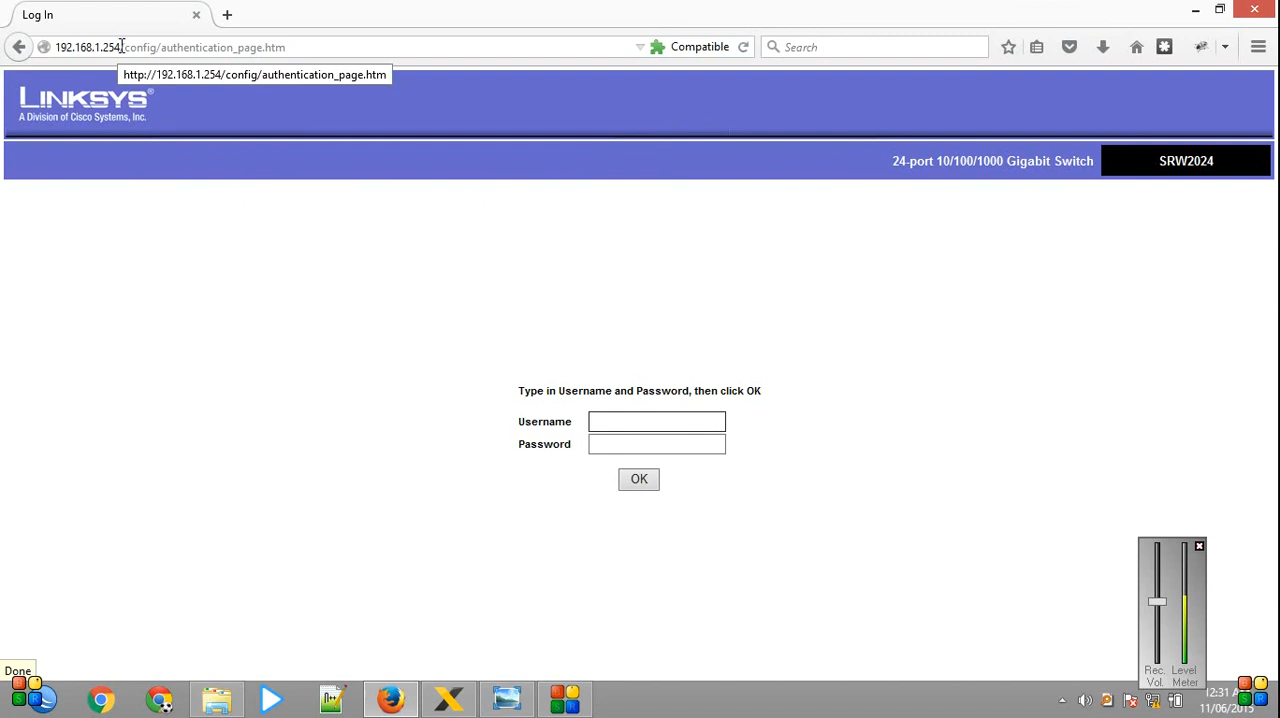 Log In
192.168.1.254/config/authentication_page.htm
Compatible
Search
http://192.168.1.254/config/authentication_page.htm
LINKSYS®
A Division of Cisco Systems, Inc.
24-port 10/100/1000 Gigabit Switch
SRW2024
Type in Username and Password, then click OK
Username
Password
OK
Rec. Level
Vol. Meter
Done
12:31
11/06/2015